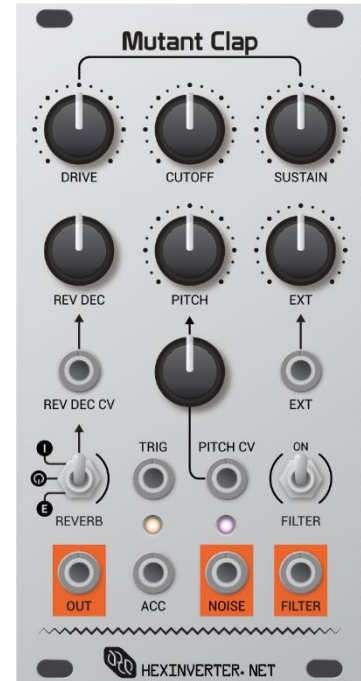 Mutant Clap
DRIVE CUTOFF SUSTAIN
REV DEC PITCH EXT
REV DEC CV EXT
TRIG PITCH CV ON
I
E
REVERB FILTER
OUT ACC NOISE FILTER
HEXINVERTER.NET